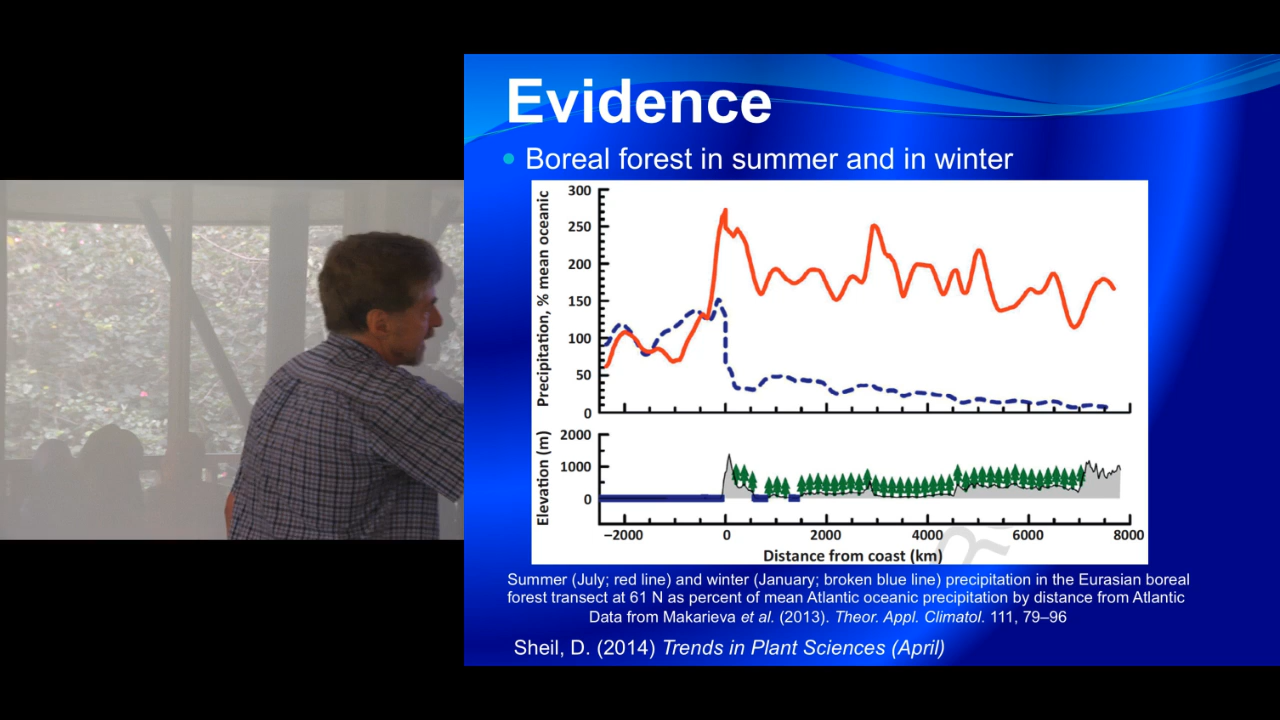 Evidence
Boreal forest in summer and in winter
Precipitation, % mean oceanic
300
250
200
150
100
50
0
Elevation (m)
2000
1000
0
−2000 0 2000 4000 6000 8000
Distance from coast (km)
Summer (July; red line) and winter (January; broken blue line) precipitation in the Eurasian boreal
forest transect at 61 N as percent of mean Atlantic oceanic precipitation by distance from Atlantic
Data from Makarieva et al. (2013). Theor. Appl. Climatol. 111, 79–96
Sheil, D. (2014) Trends in Plant Sciences (April)